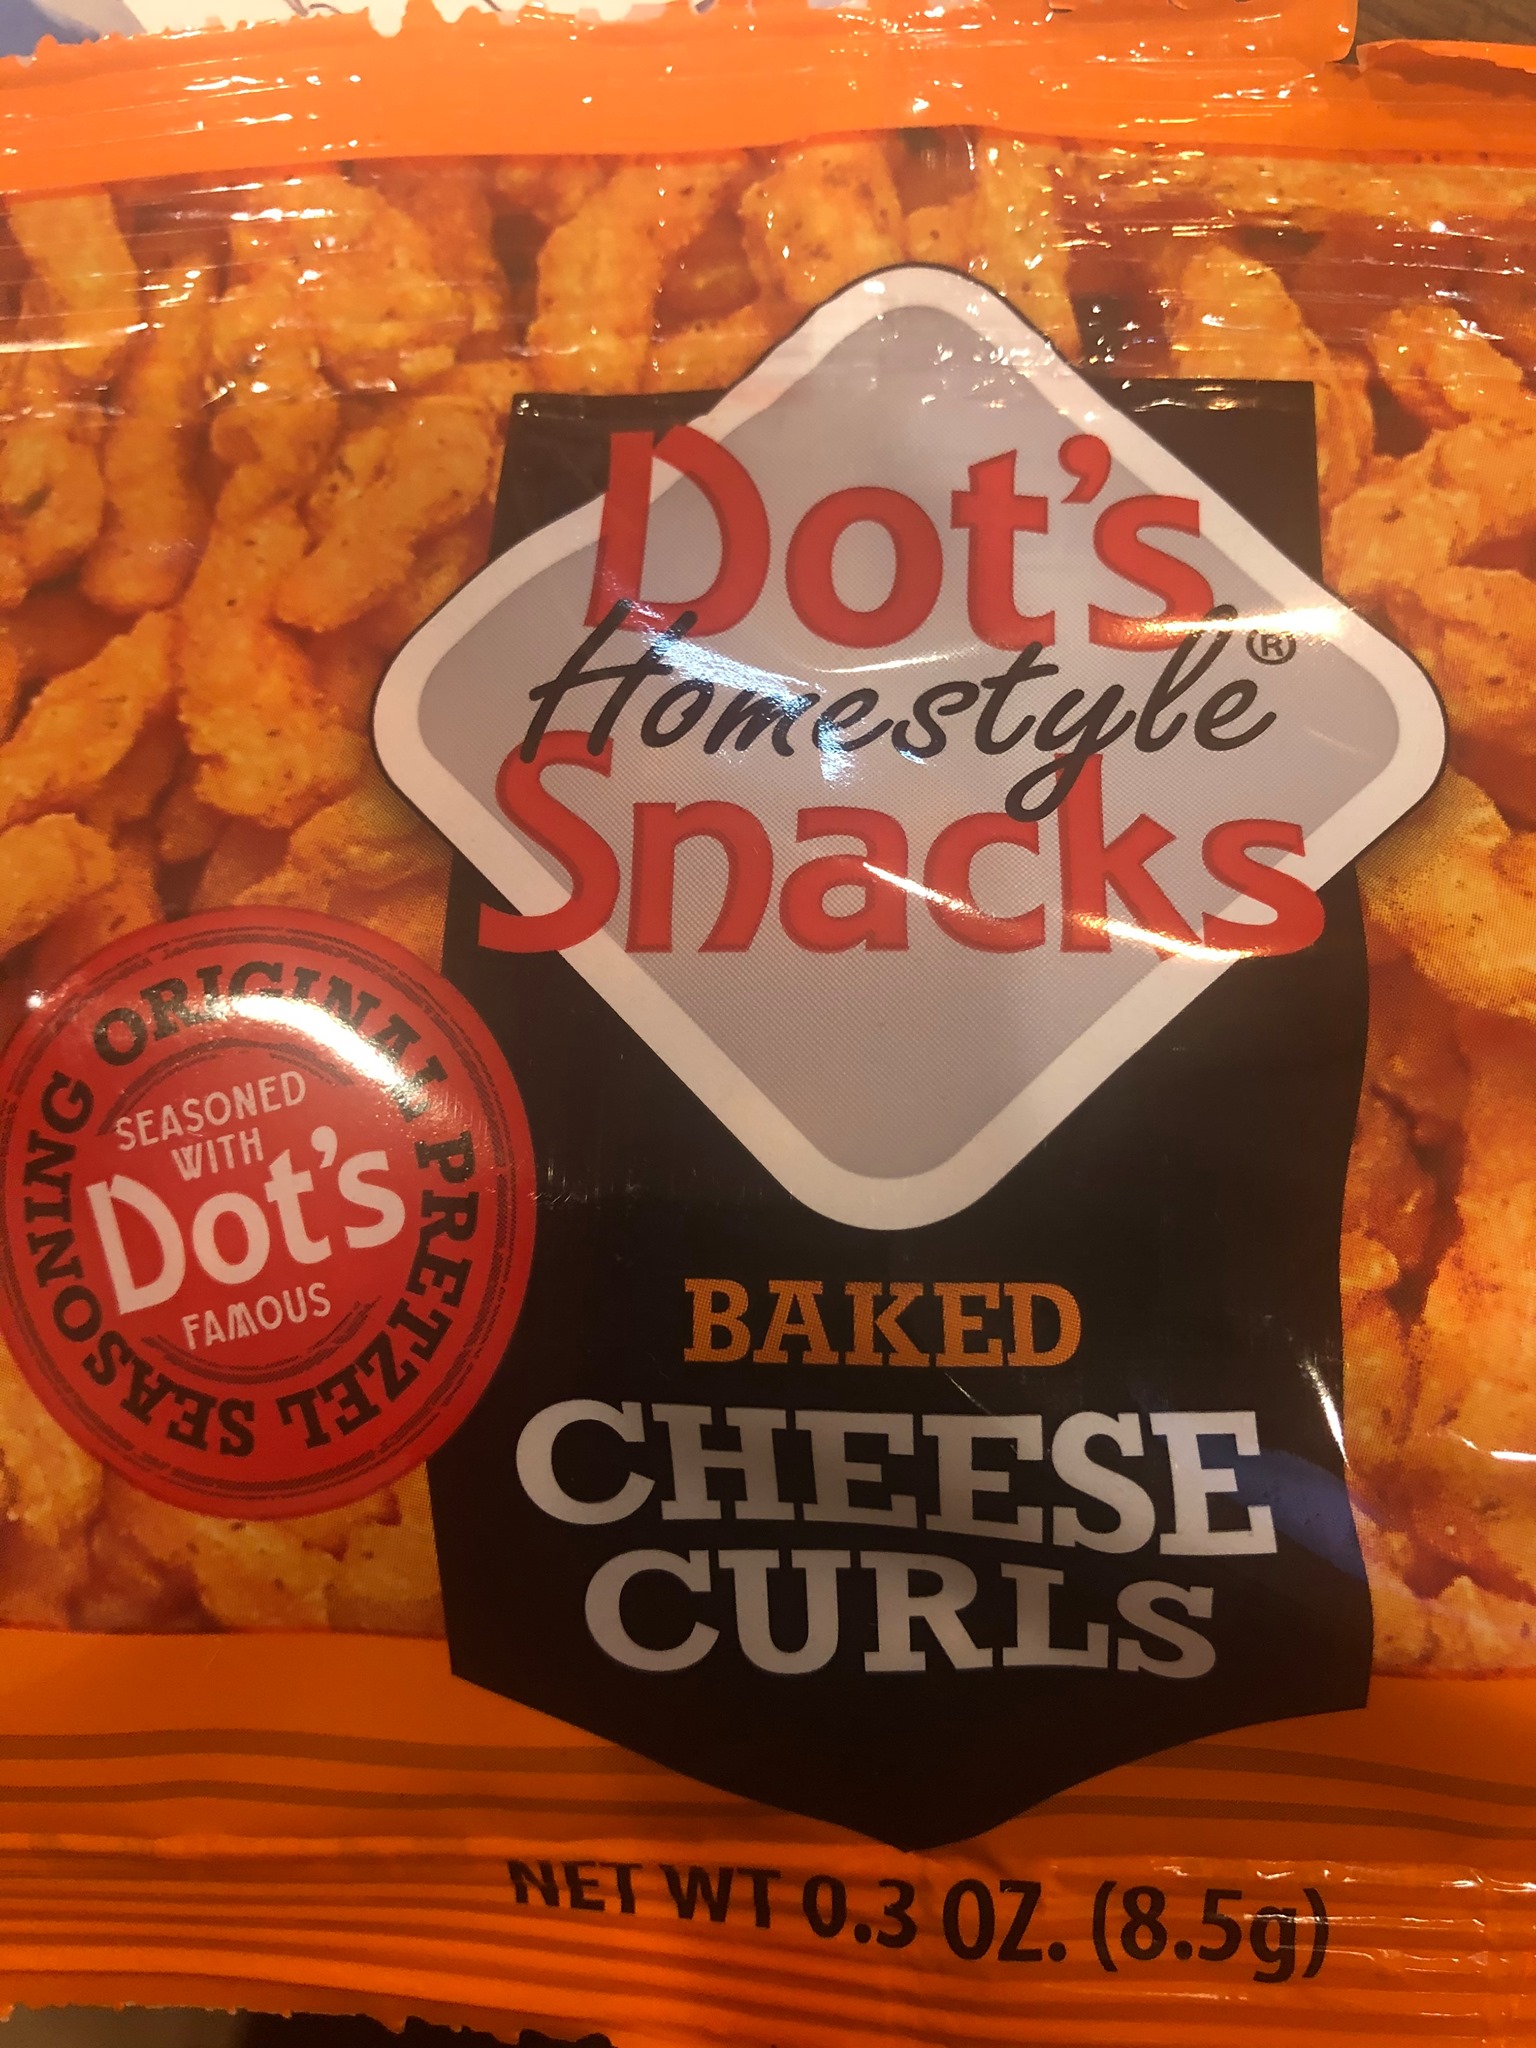 Dot's
Homestyle®
Snacks
ORIGINAL PRETZEL SEASONING
SEASONED
WITH
Dot's
FAMOUS
BAKED
CHEESE
CURLS
NET WT 0.3 OZ. (8.5g)